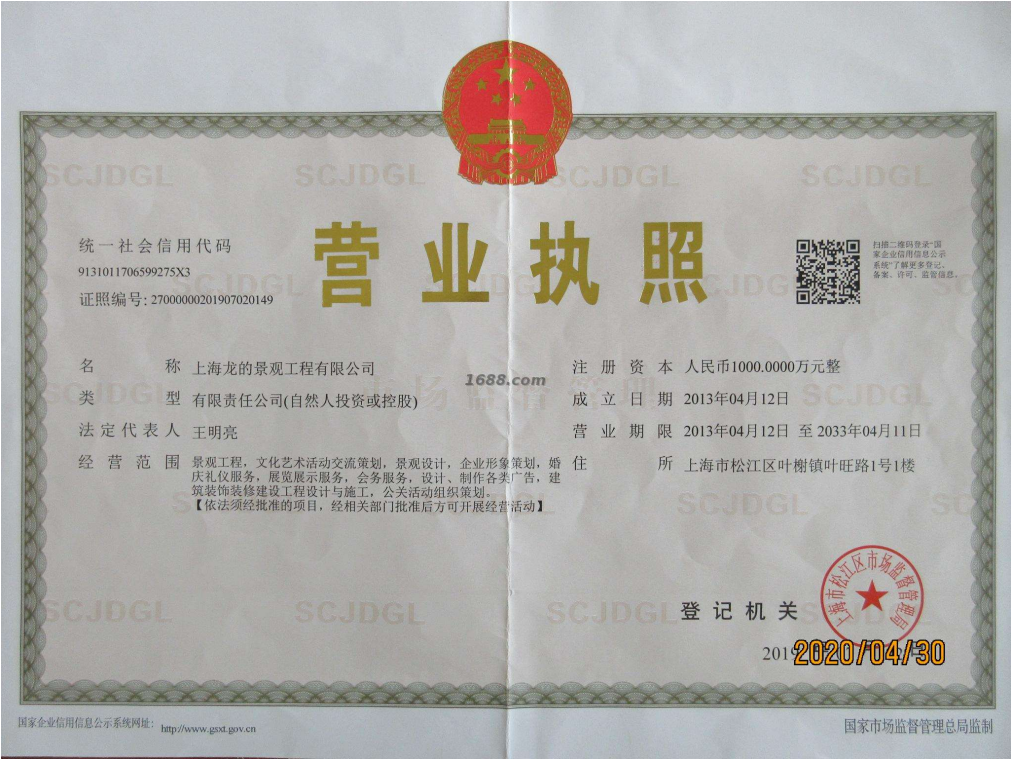 营业执照
统一社会信用代码
9131011706599275X3
证照编号: 27000000201907020149
扫描二维码登录“国
家企业信用信息公示
系统”了解更多登记、
备案、许可、监管信息。
名称 上海龙的景观工程有限公司
类型 有限责任公司(自然人投资或控股)
法定代表人 王明亮
经营范围 景观工程，文化艺术活动交流策划，景观设计，企业形象策划，婚
庆礼仪服务，展览展示服务，会务服务，设计、制作各类广告，建
筑装饰装修建设工程设计与施工，公关活动组织策划。
【依法须经批准的项目，经相关部门批准后方可开展经营活动】
注册资本 人民币1000.0000万元整
成立日期 2013年04月12日
营业期限 2013年04月12日 至 2033年04月11日
住所 上海市松江区叶榭镇叶旺路1号1楼
1688.com
市场监督管理
SCJDGL SCJDGL SCJDGL SCJDGL
登记机关
上海市松江区市场监督管理局
2019
2020/04/30
国家企业信用信息公示系统网址: http://www.gsxt.gov.cn
国家市场监督管理总局监制